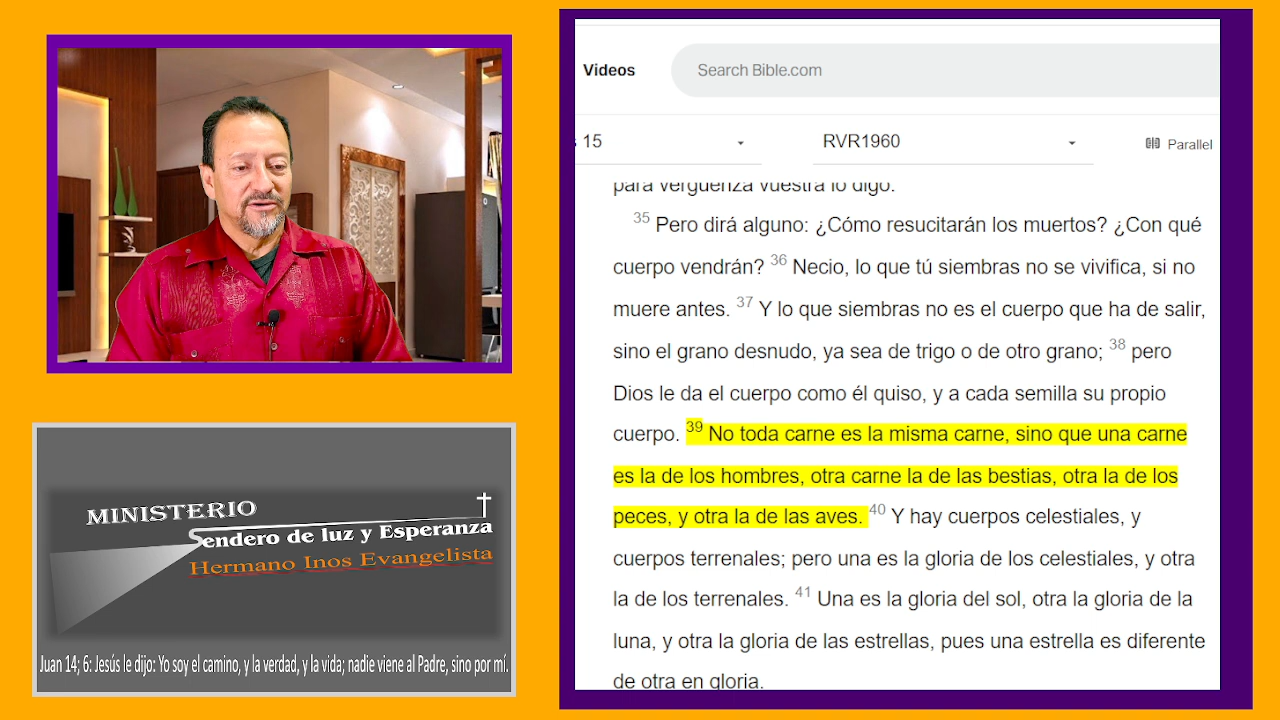 Videos
Search Bible.com
15
RVR1960
Parallel
para vergüenza vuestra lo digo.
35 Pero dirá alguno: ¿Cómo resucitarán los muertos? ¿Con qué
cuerpo vendrán? 36 Necio, lo que tú siembras no se vivifica, si no
muere antes. 37 Y lo que siembras no es el cuerpo que ha de salir,
sino el grano desnudo, ya sea de trigo o de otro grano; 38 pero
Dios le da el cuerpo como él quiso, y a cada semilla su propio
cuerpo. 39 No toda carne es la misma carne, sino que una carne
es la de los hombres, otra carne la de las bestias, otra la de los
peces, y otra la de las aves. 40 Y hay cuerpos celestiales, y
cuerpos terrenales; pero una es la gloria de los celestiales, y otra
la de los terrenales. 41 Una es la gloria del sol, otra la gloria de la
luna, y otra la gloria de las estrellas, pues una estrella es diferente
de otra en gloria.
MINISTERIO
Sendero de luz y Esperanza
Hermano Inos Evangelista
Juan 14; 6: Jesús le dijo: Yo soy el camino, y la verdad, y la vida; nadie viene al Padre, sino por mí.